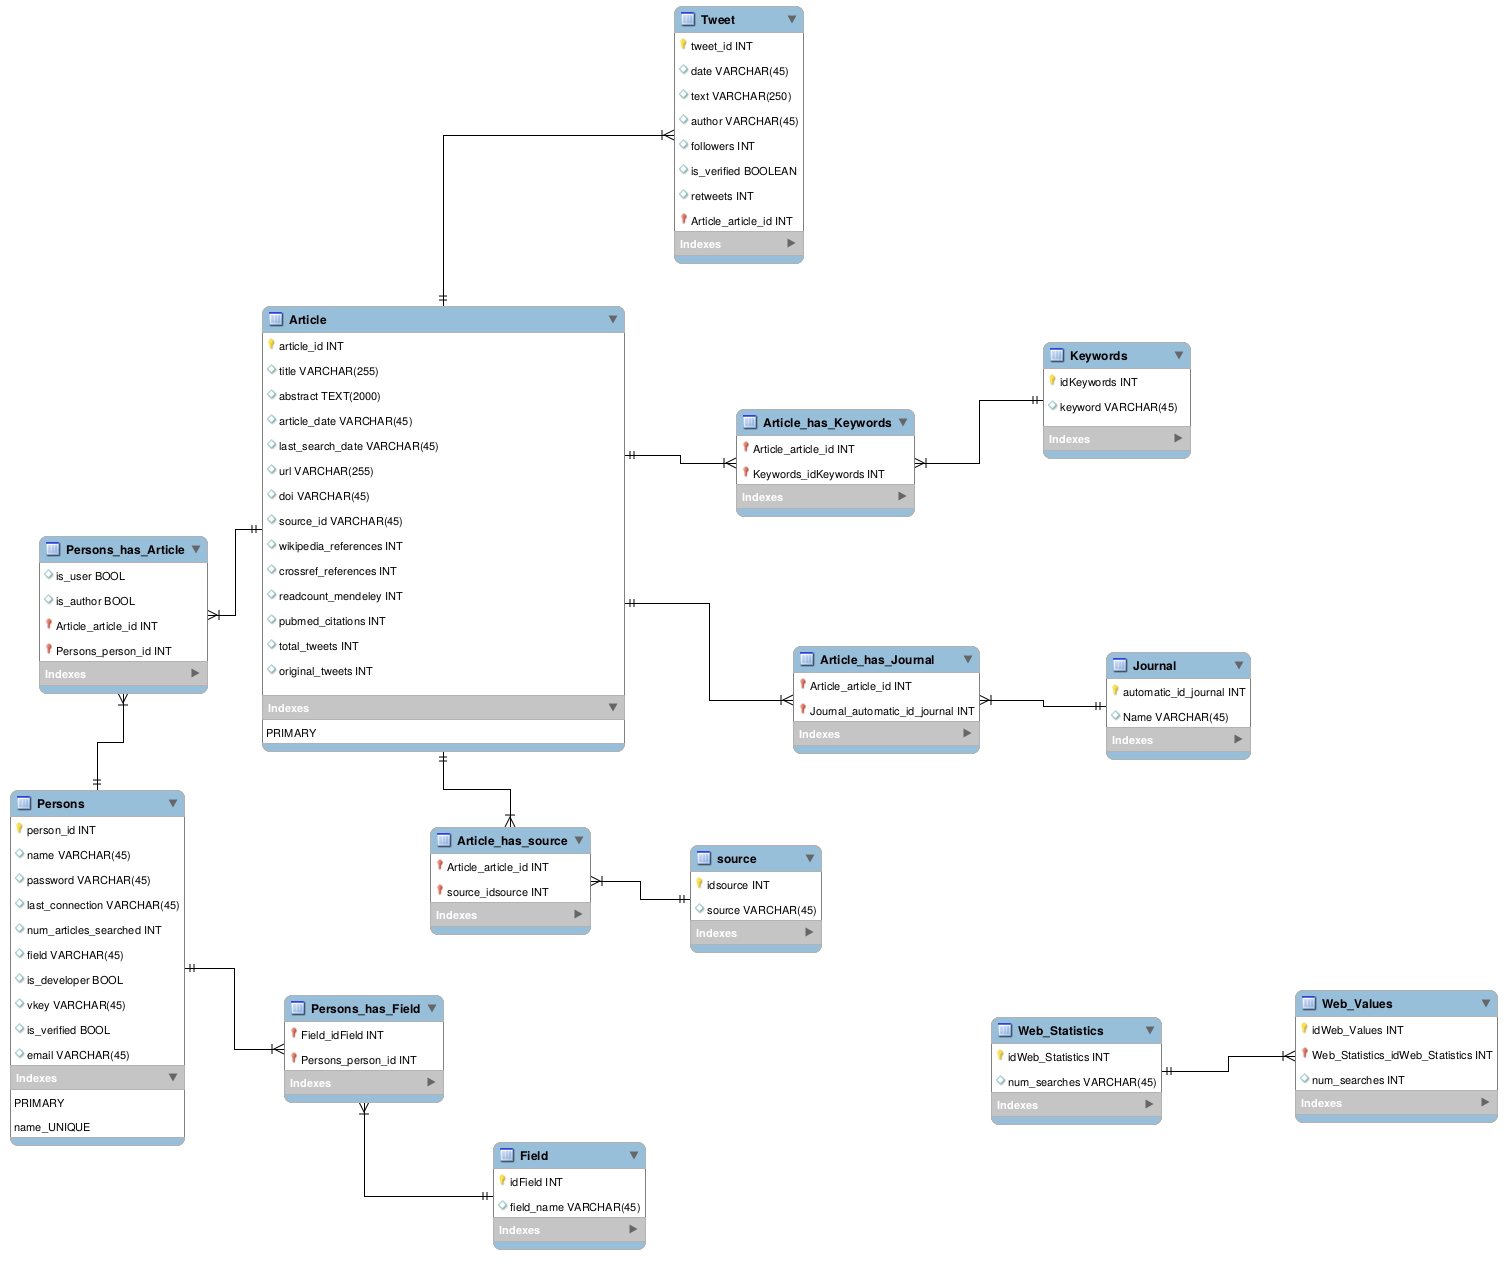 Tweet
tweet_id INT
date VARCHAR(45)
text VARCHAR(250)
author VARCHAR(45)
followers INT
is_verified BOOLEAN
retweets INT
Article_article_id INT
Indexes
Article
article_id INT
title VARCHAR(255)
abstract TEXT(2000)
article_date VARCHAR(45)
last_search_date VARCHAR(45)
url VARCHAR(255)
doi VARCHAR(45)
source_id VARCHAR(45)
wikipedia_references INT
crossref_references INT
readcount_mendeley INT
pubmed_citations INT
total_tweets INT
original_tweets INT
Indexes
PRIMARY
Keywords
idKeywords INT
keyword VARCHAR(45)
Indexes
Article_has_Keywords
Article_article_id INT
Keywords_idKeywords INT
Indexes
Persons_has_Article
is_user BOOL
is_author BOOL
Article_article_id INT
Persons_person_id INT
Indexes
Article_has_Journal
Article_article_id INT
Journal_automatic_id_journal INT
Indexes
Journal
automatic_id_journal INT
Name VARCHAR(45)
Indexes
Persons
person_id INT
name VARCHAR(45)
password VARCHAR(45)
last_connection VARCHAR(45)
num_articles_searched INT
field VARCHAR(45)
is_developer BOOL
vkey VARCHAR(45)
is_verified BOOL
email VARCHAR(45)
Indexes
PRIMARY
name_UNIQUE
Article_has_source
Article_article_id INT
source_idsource INT
Indexes
source
idsource INT
source VARCHAR(45)
Indexes
Persons_has_Field
Field_idField INT
Persons_person_id INT
Indexes
Web_Statistics
idWeb_Statistics INT
num_searches VARCHAR(45)
Indexes
Web_Values
idWeb_Values INT
Web_Statistics_idWeb_Statistics INT
num_searches INT
Indexes
Field
idField INT
field_name VARCHAR(45)
Indexes